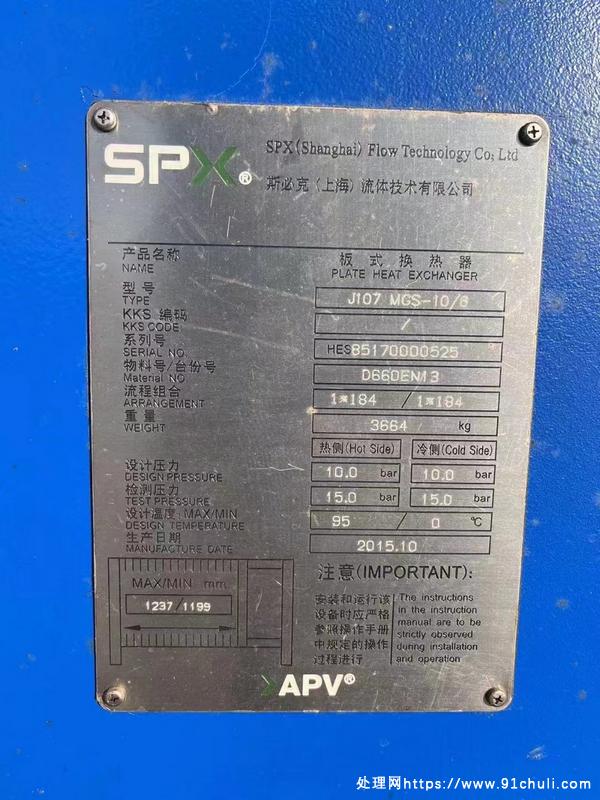 SPX®
SPX(Shanghai) Flow Technology Co; Ltd
斯必克(上海)流体技术有限公司
产品名称 板式换热器
NAME PLATE HEAT EXCHANGER
型号
TYPE J107 MGS-10/6
KKS 编码
KKS CODE /
系列号
SERIAL NO. HES85170000525
物料号/台份号
Material NO D660EN13
流程组合
ARRANGEMENT 1*184 / 1*184
重量
WEIGHT 3664 kg
热侧(Hot Side) 冷侧(Cold Side)
设计压力
DESIGN PRESSURE 10.0 bar 10.0 bar
检测压力
TEST PRESSURE 15.0 bar 15.0 bar
设计温度 MAX/MIN
DESIGN TEMPERATURE 95 / 0 °C
生产日期
MANUFACTURE DATE 2015.10
MAX/MIN mm
1237/1199
注意(IMPORTANT):
安装和运行该
设备时应严格
参照操作手册
中规定的操作
过程进行
The instructions
in the instruction
manual are to be
strictly observed
during installation
and operation
APV®
处理网https://www.91chuli.com/